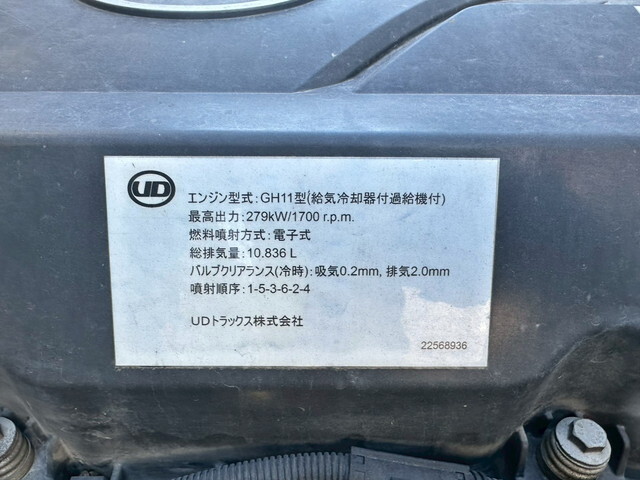 UD
エンジン型式:GH11型(給気冷却器付過給機付)
最高出力:279kW/1700 r.p.m.
燃料噴射方式:電子式
総排気量:10.836 L
バルブクリアランス(冷時):吸気0.2mm, 排気2.0mm
噴射順序:1-5-3-6-2-4
UDトラックス株式会社
22568936